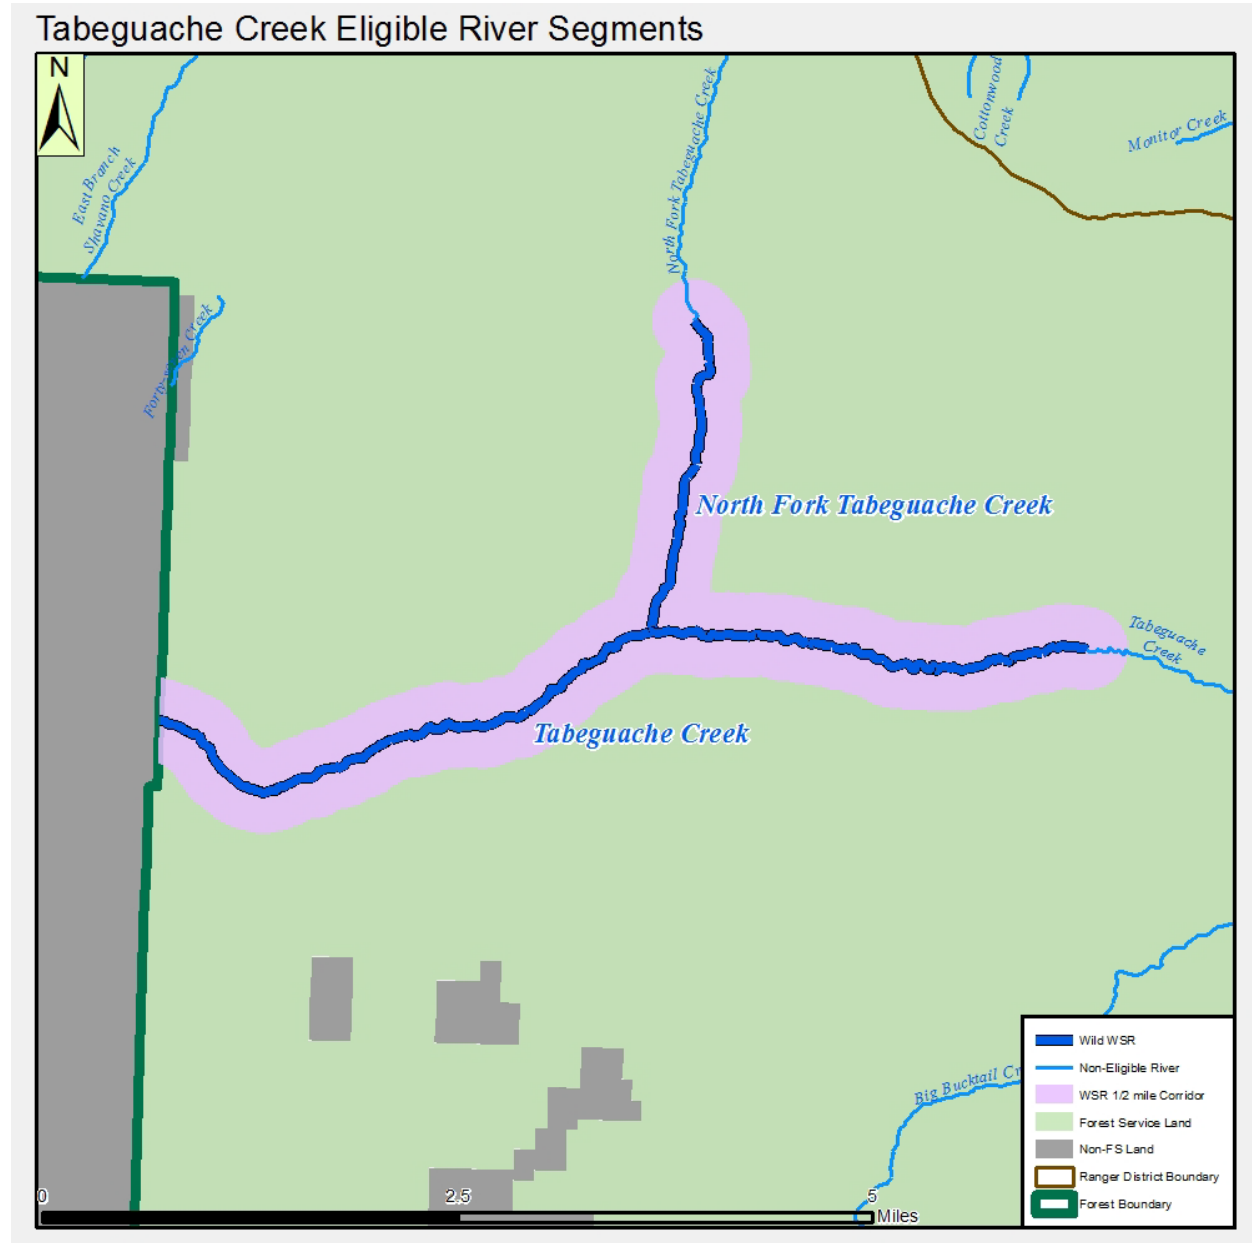 Tabeguache Creek Eligible River Segments
N
East Branch
Shavano Creek
North Fork Tabeguache Creek
Cottonwood
Creek
Monitor Creek
Creek
North Fork Tabeguache Creek
Tabeguache
Creek
Tabeguache Creek
Big Bucktail
Wild WSR
Non-Eligible River
WSR 1/2 mile Corridor
Forest Service Land
Non-FS Land
Ranger District Boundary
Forest Boundary
0
2.5
5
Miles